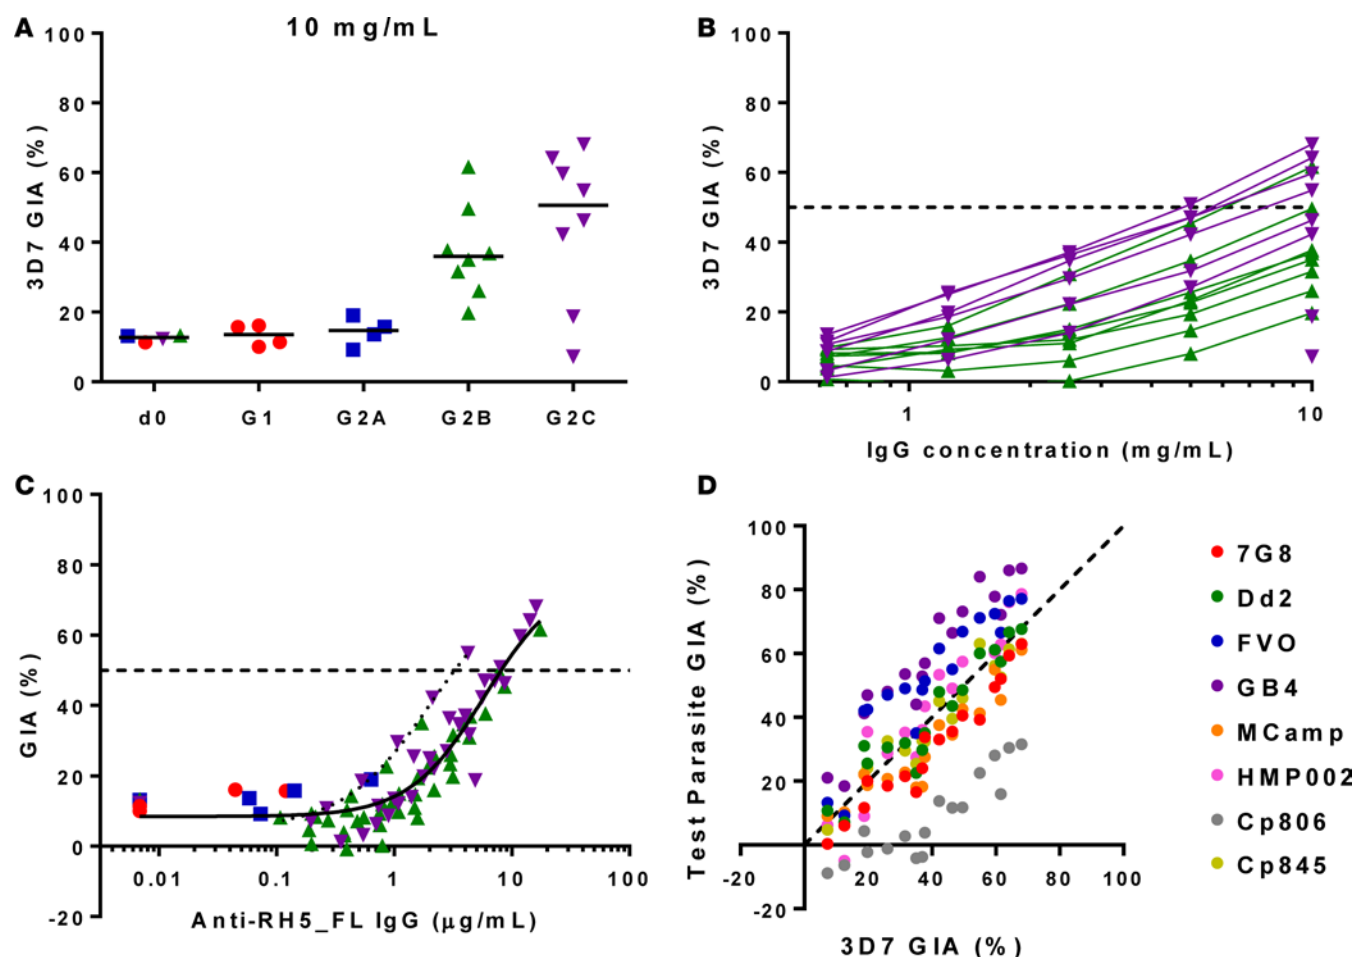 A
10 mg/mL
3D7 GIA (%)
100
80
60
40
20
0
d0 G1 G2A G2B G2C
B
3D7 GIA (%)
100
80
60
40
20
0
1 10
IgG concentration (mg/mL)
C
GIA (%)
100
80
60
40
20
0
-20
0.01 0.1 1 10 100
Anti-RH5_FL IgG (μg/mL)
D
Test Parasite GIA (%)
100
80
60
40
20
-20
-20 20 40 60 80 100
3D7 GIA (%)
7G8
Dd2
FVO
GB4
MCamp
HMP002
Cp806
Cp845